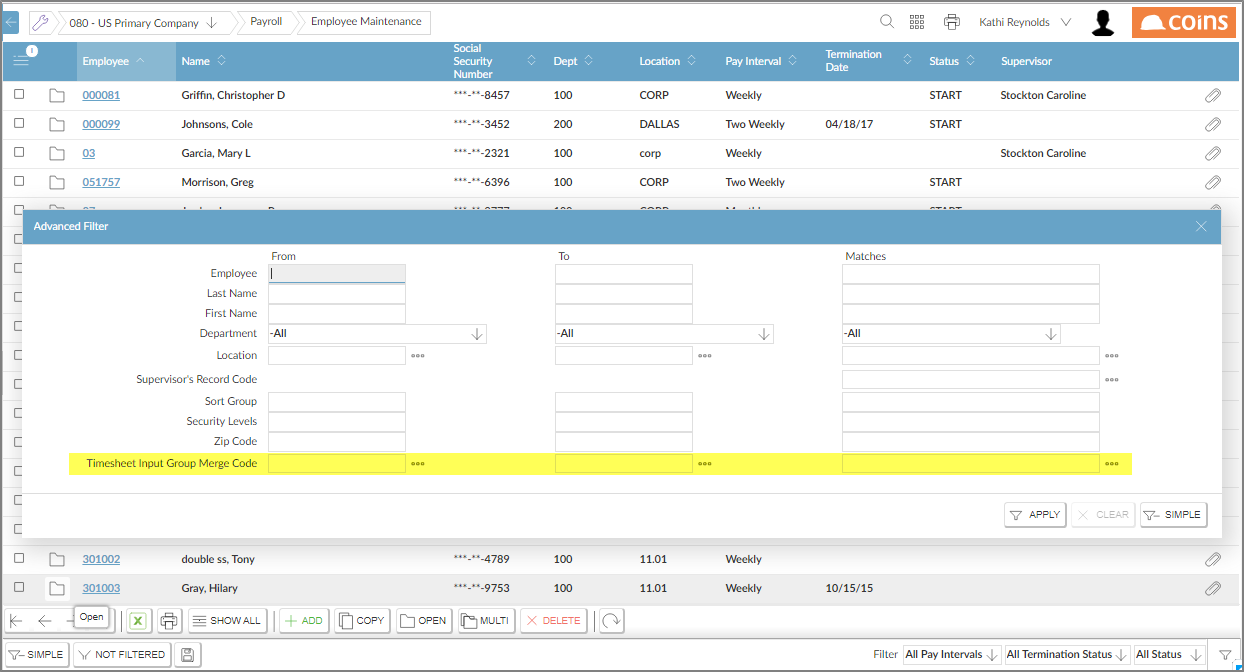 080 - US Primary Company Payroll Employee Maintenance Kathi Reynolds COINS
Employee Name Social Security Number Dept Location Pay Interval Termination Date Status Supervisor
000081 Griffin, Christopher D ***-**-8457 100 CORP Weekly START Stockton Caroline
000099 Johnsons, Cole ***-**-3452 200 DALLAS Two Weekly 04/18/17 START
03 Garcia, Mary L ***-**-2321 100 corp Weekly Stockton Caroline
051757 Morrison, Greg ***-**-6396 100 CORP Two Weekly START
Advanced Filter
From To Matches
Employee
Last Name
First Name
Department -All -All -All
Location
Supervisor's Record Code
Sort Group
Security Levels
Zip Code
Timesheet Input Group Merge Code
APPLY CLEAR SIMPLE
301002 double ss, Tony ***-**-4789 100 11.01 Weekly
301003 Gray, Hilary ***-**-9753 100 11.01 Weekly 10/15/15
Open SHOW ALL ADD COPY OPEN MULTI DELETE
SIMPLE NOT FILTERED Filter All Pay Intervals All Termination Status All Status